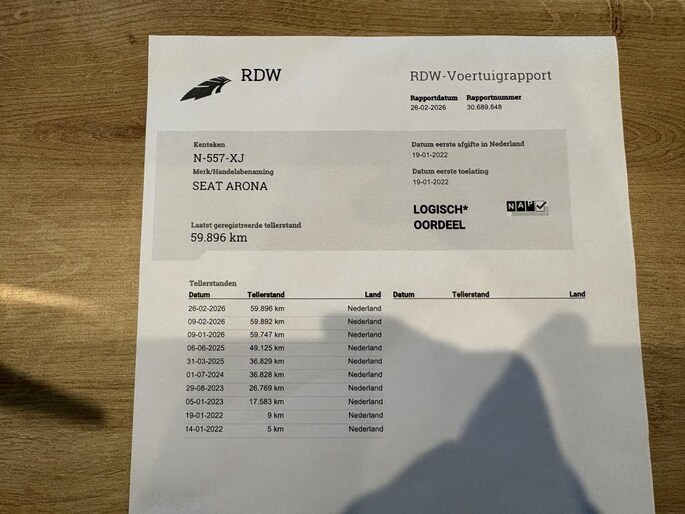 RDW
RDW-Voertuigrapport
Rapportdatum Rapportnummer
26-02-2026 30.689.848
Kenteken
N-557-XJ
Merk/Handelsbenaming
SEAT ARONA
Laatst geregistreerde tellerstand
59.896 km
Datum eerste afgifte in Nederland
19-01-2022
Datum eerste toelating
19-01-2022
LOGISCH*
OORDEEL
NAP
Tellerstanden
Datum Tellerstand Land Datum Tellerstand Land
26-02-2026 59.896 km Nederland
09-02-2026 59.892 km Nederland
09-01-2026 59.747 km Nederland
06-06-2025 49.125 km Nederland
31-03-2025 36.829 km Nederland
01-07-2024 36.828 km Nederland
29-08-2023 26.769 km Nederland
05-01-2023 17.583 km Nederland
19-01-2022 9 km Nederland
14-01-2022 5 km Nederland